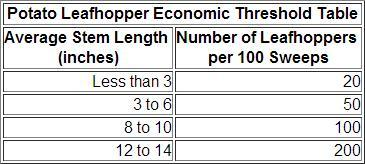 Potato Leafhopper Economic Threshold Table
Average Stem Length Number of Leafhoppers
(inches) per 100 Sweeps
Less than 3 20
3 to 6 50
8 to 10 100
12 to 14 200